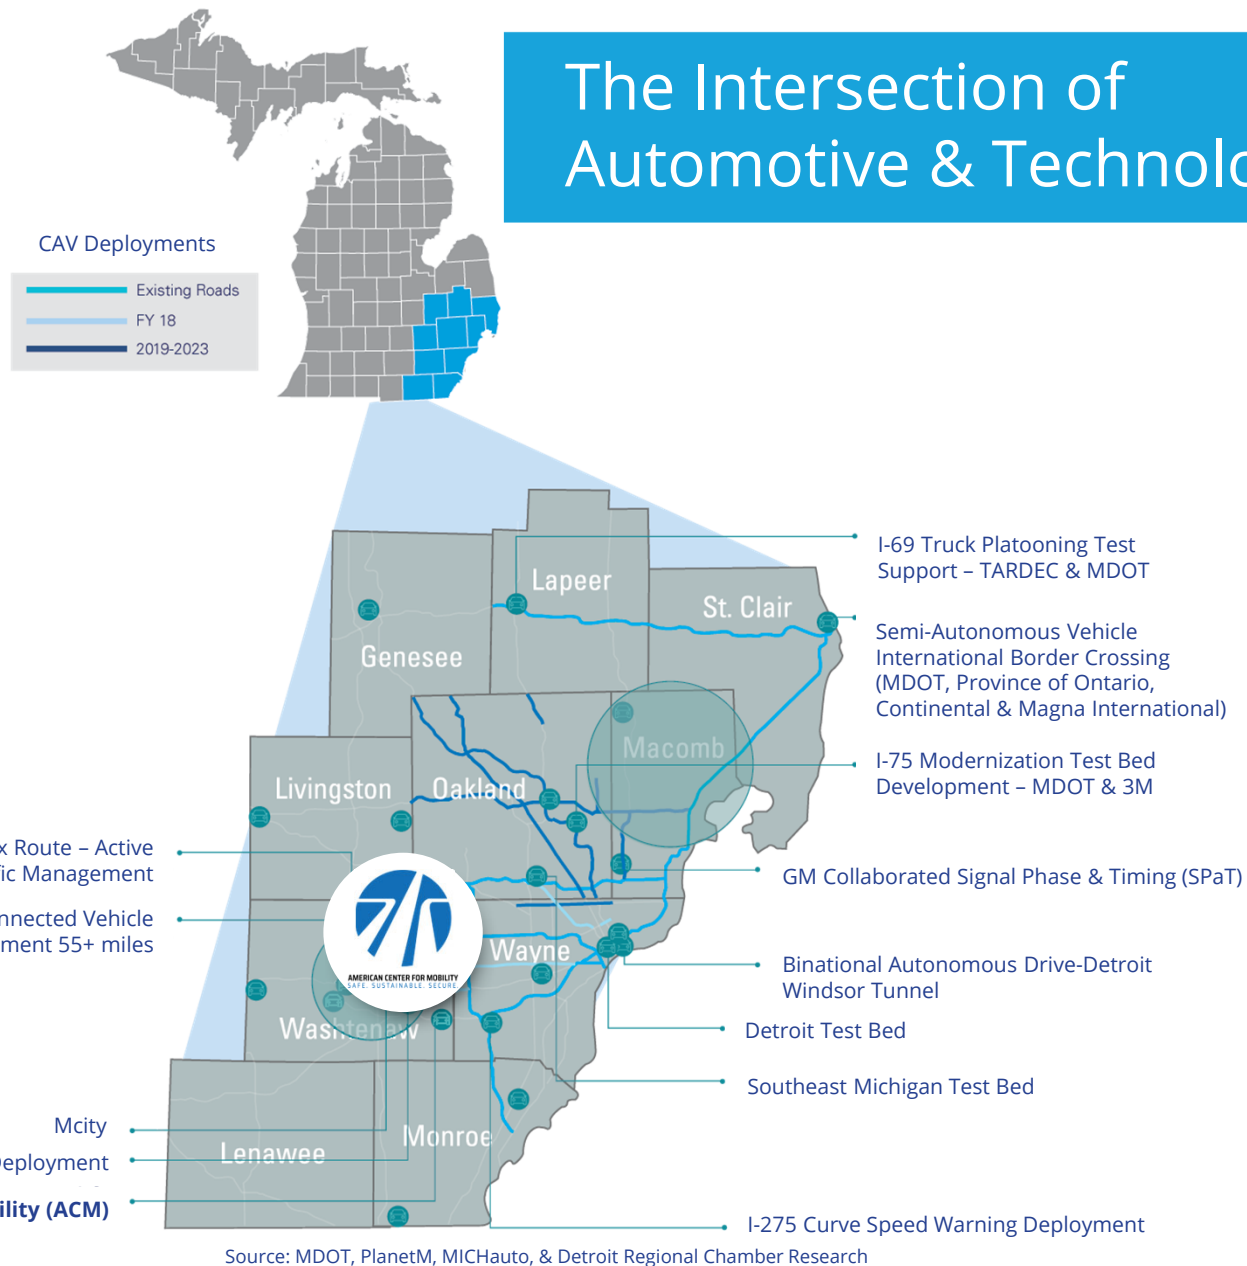 The Intersection of
Automotive & Technolo
CAV Deployments
Existing Roads
FY 18
2019-2023
I-69 Truck Platooning Test
Support – TARDEC & MDOT
Lapeer
St. Clair
Semi-Autonomous Vehicle
International Border Crossing
(MDOT, Province of Ontario,
Continental & Magna International)
Genesee
Macomb
I-75 Modernization Test Bed
Development – MDOT & 3M
Livingston
Oakland
x Route – Active
fic Management
GM Collaborated Signal Phase & Timing (SPaT)
nnected Vehicle
ment 55+ miles
AMERICAN CENTER FOR MOBILITY
SAFE. SUSTAINABLE. SECURE.
Wayne
Binational Autonomous Drive-Detroit
Windsor Tunnel
Washtenaw
Detroit Test Bed
Southeast Michigan Test Bed
Mcity
Deployment
Monroe
Lenawee
ility (ACM)
I-275 Curve Speed Warning Deployment
Source: MDOT, PlanetM, MICHauto, & Detroit Regional Chamber Research